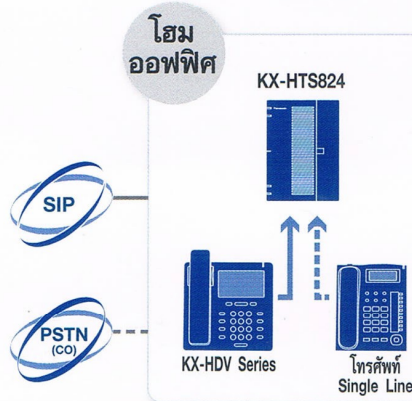 โฮม
ออฟฟิศ
KX-HTS824
SIP
PSTN
(CO)
KX-HDV Series
โทรศัพท์
Single Line